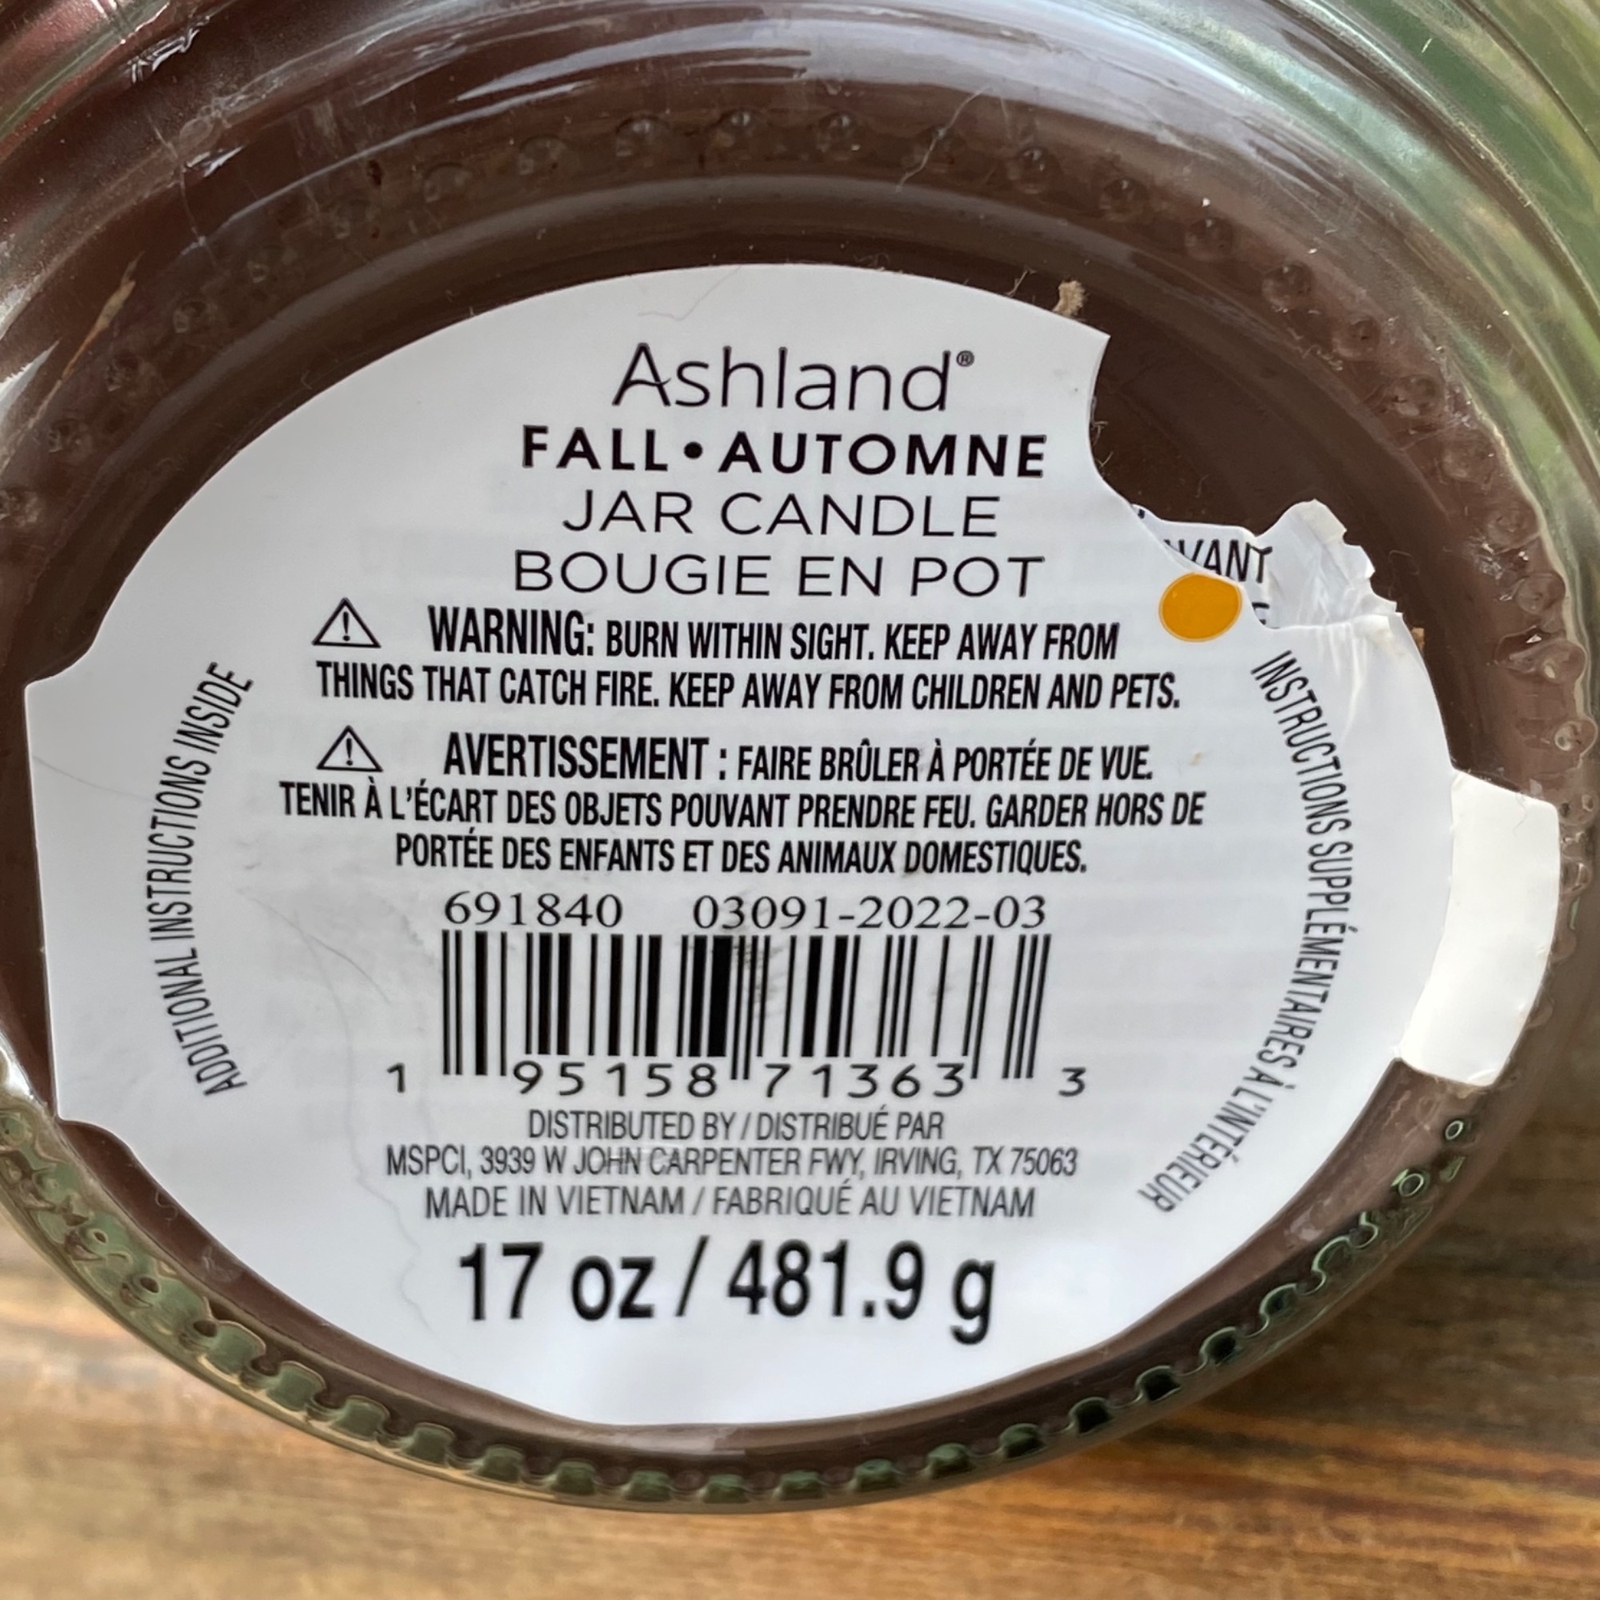 Ashland®
FALL • AUTOMNE
JAR CANDLE
BOUGIE EN POT
⚠ WARNING: BURN WITHIN SIGHT. KEEP AWAY FROM
THINGS THAT CATCH FIRE. KEEP AWAY FROM CHILDREN AND PETS.
⚠ AVERTISSEMENT : FAIRE BRÛLER À PORTÉE DE VUE.
TENIR À L'ÉCART DES OBJETS POUVANT PRENDRE FEU. GARDER HORS DE
PORTÉE DES ENFANTS ET DES ANIMAUX DOMESTIQUES.
691840 03091-2022-03
1 95158 71363 3
DISTRIBUTED BY / DISTRIBUÉ PAR
MSPCI, 3939 W JOHN CARPENTER FWY, IRVING, TX 75063
MADE IN VIETNAM / FABRIQUÉ AU VIETNAM
17 oz / 481.9 g
ADDITIONAL INSTRUCTIONS INSIDE
INSTRUCTIONS SUPPLÉMENTAIRES À L'INTÉRIEUR